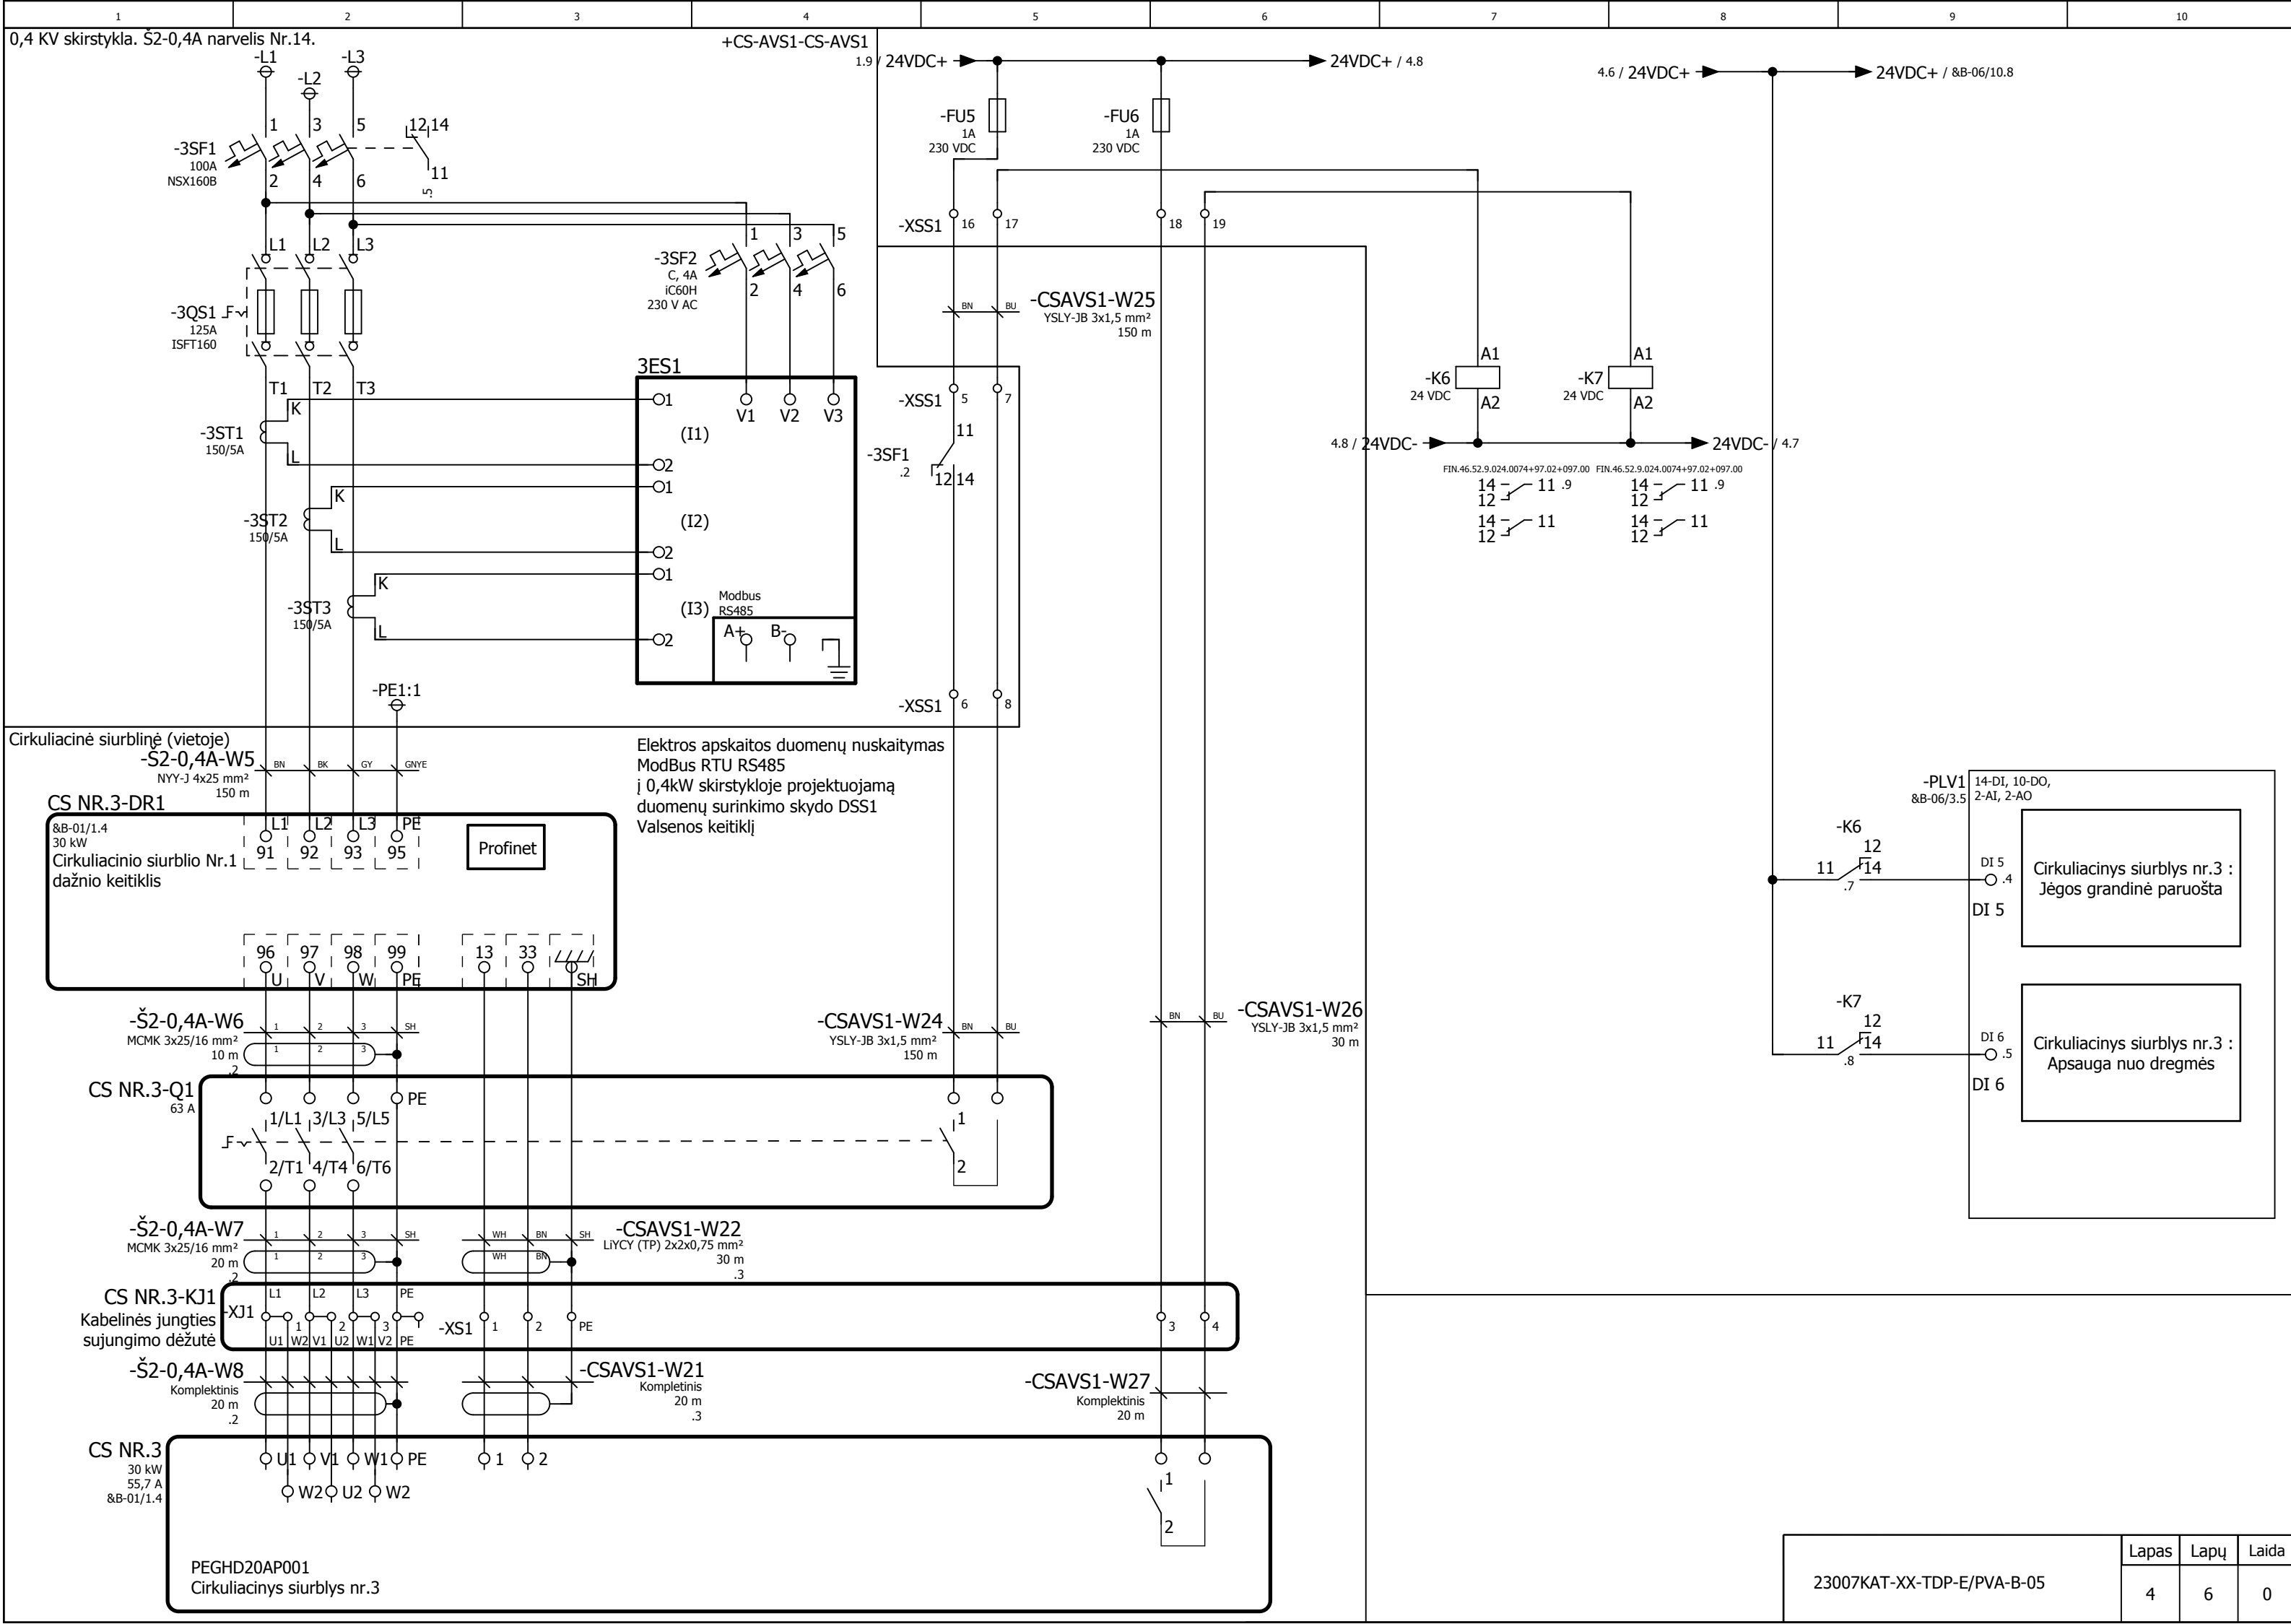 1 2 3 4 5 6 7 8 9 10
0,4 KV skirstykla. Š2-0,4A narvelis Nr.14.
+CS-AVS1-CS-AVS1
-L1
-L2
-L3
1 3 5
12 14
-3SF1
100A
NSX160B
2 4 6
11
.5
L1 L2 L3
-3QS1
125A
ISFT160
T1 T2 T3
1 3 5
-3SF2
C, 4A
iC60H
230 V AC
2 4 6
3ES1
V1 V2 V3
K
-3ST1
150/5A
L
1
(I1)
2
K
-3ST2
150/5A
L
1
(I2)
2
K
-3ST3
150/5A
L
1
(I3)
2
Modbus
RS485
A+ B-
-PE1:1
1.9 / 24VDC+
24VDC+ / 4.8
-FU5
1A
230 VDC
-FU6
1A
230 VDC
-XSS1 16 17 18 19
BN BU
-CSAVS1-W25
YSLY-JB 3x1,5 mm²
150 m
-XSS1 5 7
11
-3SF1
.2
12 14
-XSS1 6 8
4.6 / 24VDC+
24VDC+ / &B-06/10.8
A1
-K6
24 VDC
A2
A1
-K7
24 VDC
A2
4.8 / 24VDC-
24VDC- / 4.7
FIN.46.52.9.024.0074+97.02+097.00 FIN.46.52.9.024.0074+97.02+097.00
14 11 .9
12
14 11
12
14 11 .9
12
14 11
12
Cirkuliacinė siurblinė (vietoje)
-Š2-0,4A-W5
NYY-J 4x25 mm²
150 m
BN BK GY GNYE
Elektros apskaitos duomenų nuskaitymas
ModBus RTU RS485
į 0,4kW skirstykloje projektuojamą
duomenų surinkimo skydo DSS1
Valsenos keitiklį
CS NR.3-DR1
&B-01/1.4
30 kW
Cirkuliacinio siurblio Nr.1
dažnio keitiklis
L1 L2 L3 PE
91 92 93 95
Profinet
96 97 98 99 13 33
U V W PE SH
-Š2-0,4A-W6
MCMK 3x25/16 mm²
10 m
.2
1 2 3 SH
1 2 3
-CSAVS1-W24
YSLY-JB 3x1,5 mm²
150 m
BN BU
BN BU
-CSAVS1-W26
YSLY-JB 3x1,5 mm²
30 m
CS NR.3-Q1
63 A
PE
1/L1 3/L3 5/L5
2/T1 4/T4 6/T6
1
2
-Š2-0,4A-W7
MCMK 3x25/16 mm²
20 m
.2
1 2 3 SH
1 2 3
WH BN SH
WH BN
-CSAVS1-W22
LiYCY (TP) 2x2x0,75 mm²
30 m
.3
CS NR.3-KJ1
Kabelinės jungties
sujungimo dėžutė
-XJ1
L1 L2 L3 PE
1 2 3
U1 W2 V1 U2 W1 V2 PE
-XS1 1 2 PE 3 4
-Š2-0,4A-W8
Komplektinis
20 m
.2
-CSAVS1-W21
Kompletinis
20 m
.3
-CSAVS1-W27
Komplektinis
20 m
CS NR.3
30 kW
55,7 A
&B-01/1.4
U1 V1 W1 PE 1 2
W2 U2 W2
1
2
PEGHD20AP001
Cirkuliacinys siurblys nr.3
-PLV1
&B-06/3.5
14-DI, 10-DO,
2-AI, 2-AO
-K6
12
11 14
.7
DI 5
.4
DI 5
Cirkuliacinys siurblys nr.3 :
Jėgos grandinė paruošta
-K7
12
11 14
.8
DI 6
.5
DI 6
Cirkuliacinys siurblys nr.3 :
Apsauga nuo dregmės
23007KAT-XX-TDP-E/PVA-B-05
Lapas Lapų Laida
4 6 0